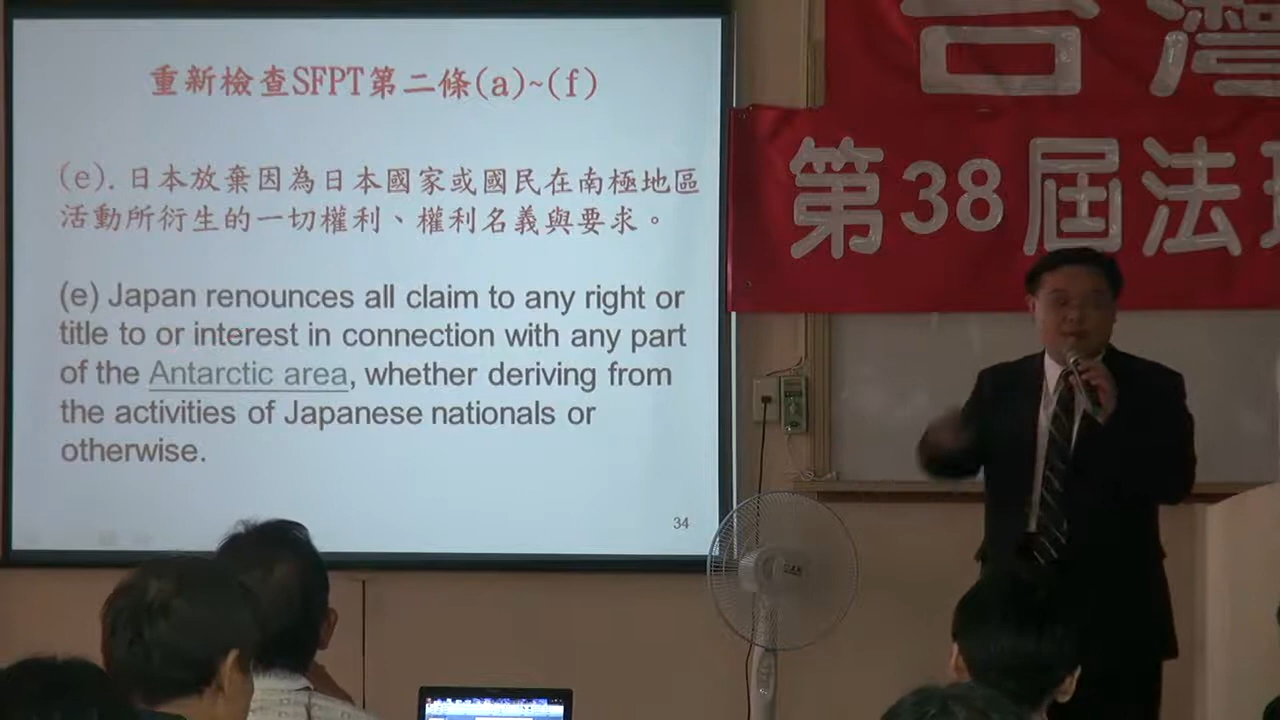 重新檢查SFPT第二條(a)~(f)
(e). 日本放棄因為日本國家或國民在南極地區
活動所衍生的一切權利、權利名義與要求。
(e) Japan renounces all claim to any right or
title to or interest in connection with any part
of the Antarctic area, whether deriving from
the activities of Japanese nationals or
otherwise.
34
台灣
第38屆法